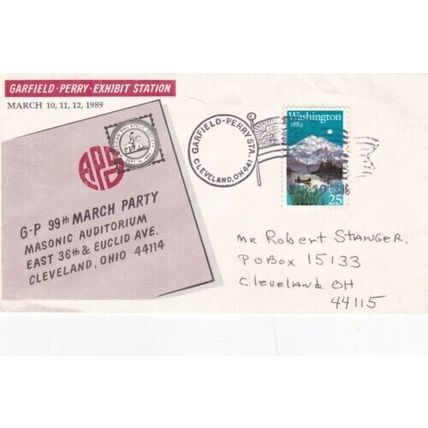 GARFIELD·PERRY·EXHIBIT STATION
MARCH 10, 11, 12, 1989
APS
G·P 99th MARCH PARTY
MASONIC AUDITORIUM
EAST 36th & EUCLID AVE.
CLEVELAND, OHIO 44114
GARFIELD-PERRY STA.
CLEVELAND, OH 441
Washington
1889
25
Mr Robert Stanger.
PO Box 15133
Cleveland OH
44115